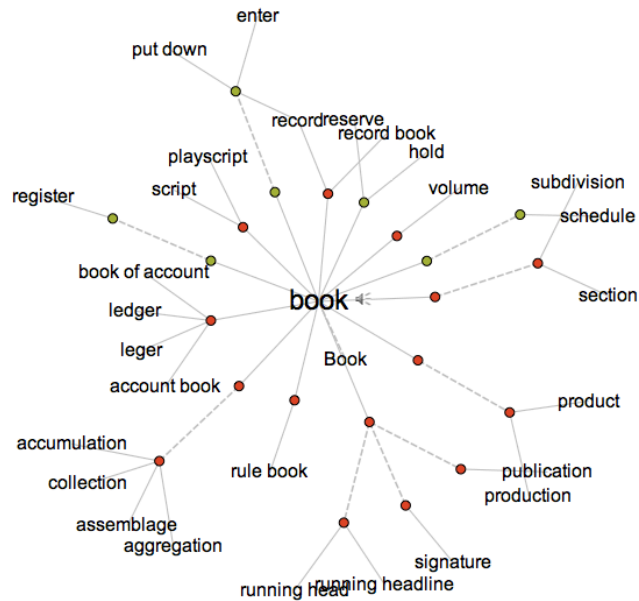 enter
put down
record
reserve
record book
hold
playscript
script
volume
subdivision
schedule
register
section
book of account
book
ledger
leger
Book
account book
product
accumulation
collection
rule book
publication
production
assemblage
aggregation
signature
running head
running headline